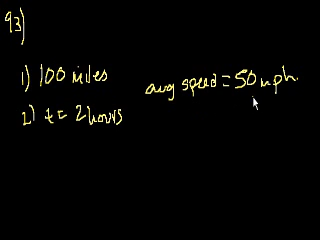 93)
1) 100 miles
avg speed = 50 mph.
2) t = 2 hours